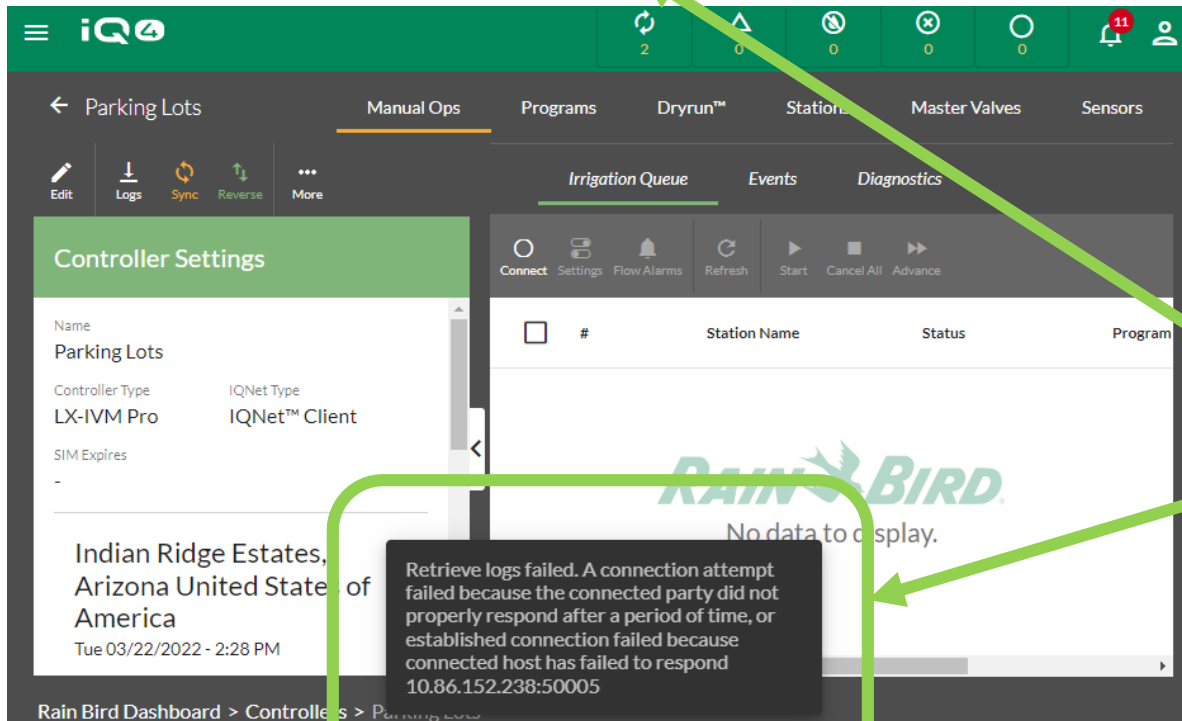 iQ4
2
0
0
0
0
11
Parking Lots
Manual Ops
Programs
Dryrun™
Stations
Master Valves
Sensors
Edit
Logs
Sync
Reverse
More
Irrigation Queue
Events
Diagnostics
Controller Settings
Connect
Settings
Flow Alarms
Refresh
Start
Cancel All
Advance
#
Station Name
Status
Program
Name
Parking Lots
Controller Type
IQNet Type
LX-IVM Pro
IQNet™ Client
SIM Expires
-
RAIN BIRD
No data to display.
Indian Ridge Estates,
Arizona United States of
America
Tue 03/22/2022 - 2:28 PM
Retrieve logs failed. A connection attempt
failed because the connected party did not
properly respond after a period of time, or
established connection failed because
connected host has failed to respond
10.86.152.238:50005
Rain Bird Dashboard > Controllers > Parking Lots